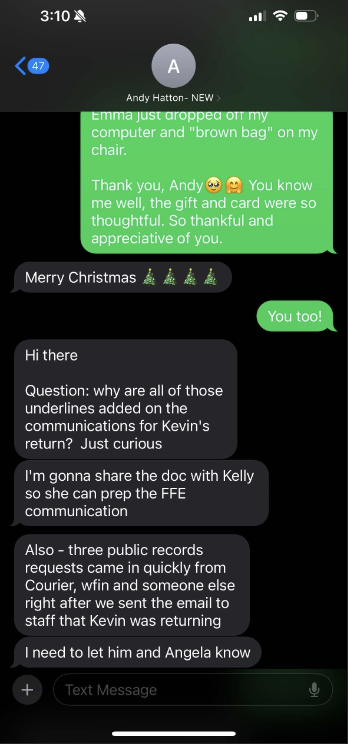 3:10
47
A
Andy Hatton- NEW
Emma just dropped off my
computer and "brown bag" on my
chair.
Thank you, Andy🥹🤗 You know
me well, the gift and card were so
thoughtful. So thankful and
appreciative of you.
Merry Christmas 🎄 🎄 🎄 🎄
You too!
Hi there
Question: why are all of those
underlines added on the
communications for Kevin's
return?  Just curious
I'm gonna share the doc with Kelly
so she can prep the FFE
communication
Also - three public records
requests came in quickly from
Courier, wfin and someone else
right after we sent the email to
staff that Kevin was returning
I need to let him and Angela know
Text Message